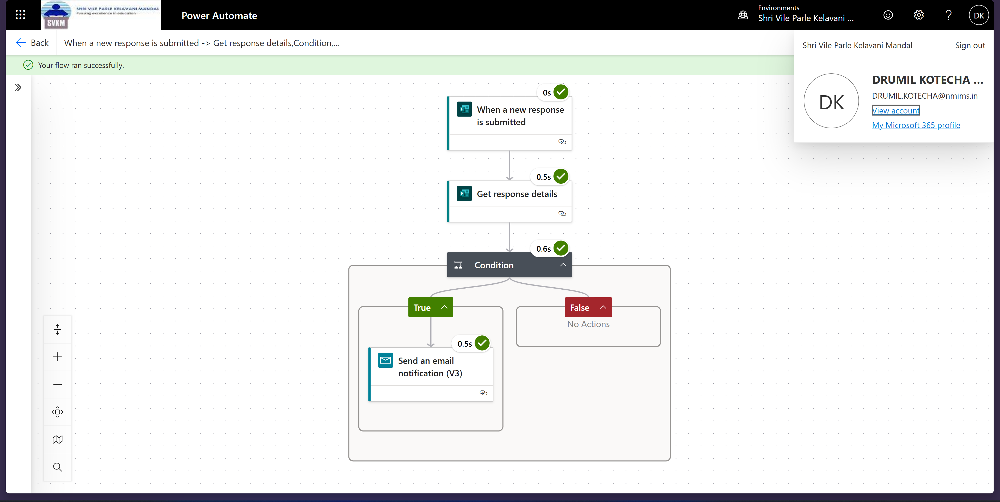 SHRI VILE PARLE KELAVANI MANDAL
Pursuing excellence in education
SVKM
Power Automate
Environments
Shri Vile Parle Kelavani ...
DK
Back
When a new response is submitted -> Get response details,Condition,...
Shri Vile Parle Kelavani Mandal
Sign out
Your flow ran successfully.
DK
DRUMIL KOTECHA ...
DRUMIL.KOTECHA@nmims.in
View account
My Microsoft 365 profile
0s
F
When a new response
is submitted
0.5s
F
Get response details
0.6s
Condition
True
False
No Actions
0.5s
Send an email
notification (V3)